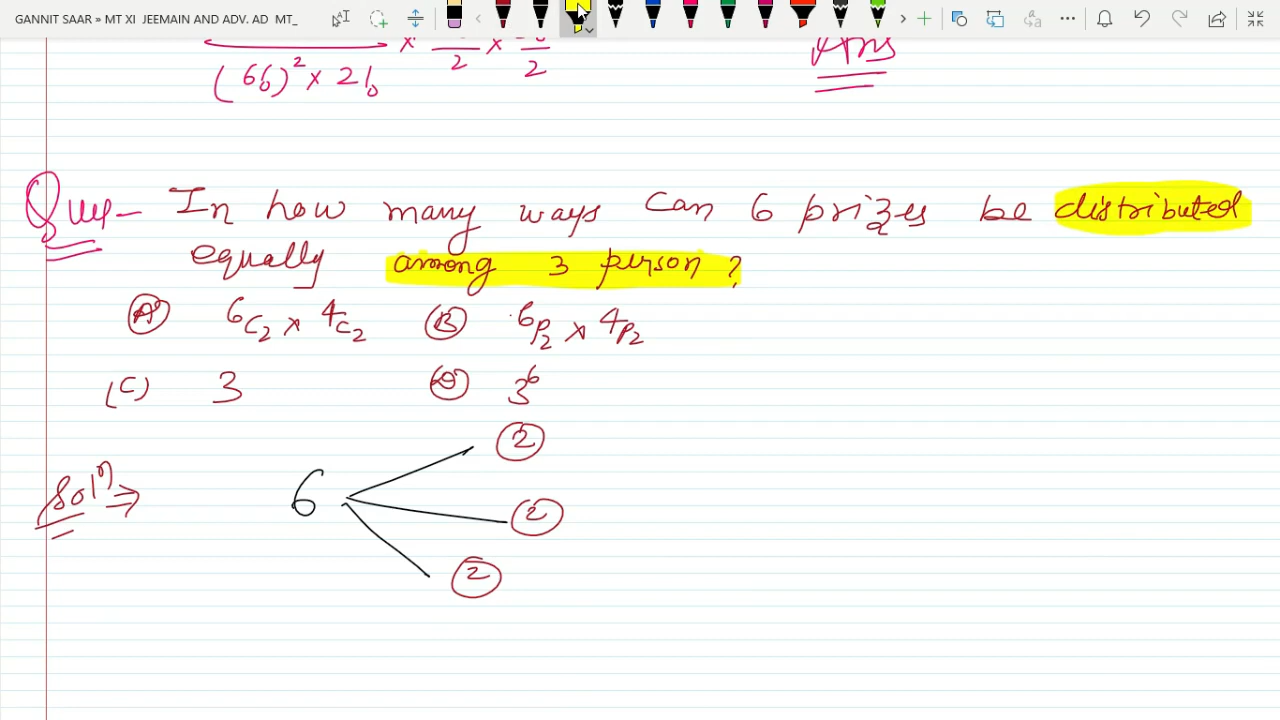 GANNIT SAAR » MT XI JEEMAIN AND ADV. AD MT_
(6!)² × 2! × 2 × 2
Ans
Que- In how many ways can 6 prizes be distributed
equally among 3 person ?
(A) ⁶C₂ × ⁴C₂ (B) ⁶P₂ × ⁴P₂
(C) 3 (D) 3⁶
Solⁿ ⇒ 6
2
2
2